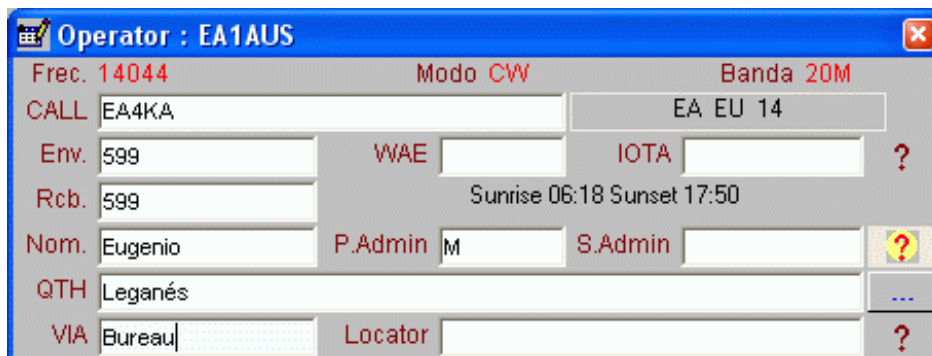 Operator : EA1AUS
Frec. 14044 Modo CW Banda 20M
CALL EA4KA EA EU 14
Env. 599 WAE IOTA ?
Rcb. 599 Sunrise 06:18 Sunset 17:50
Nom. Eugenio P.Admin M S.Admin ?
QTH Leganés ...
VIA Bureau Locator ?